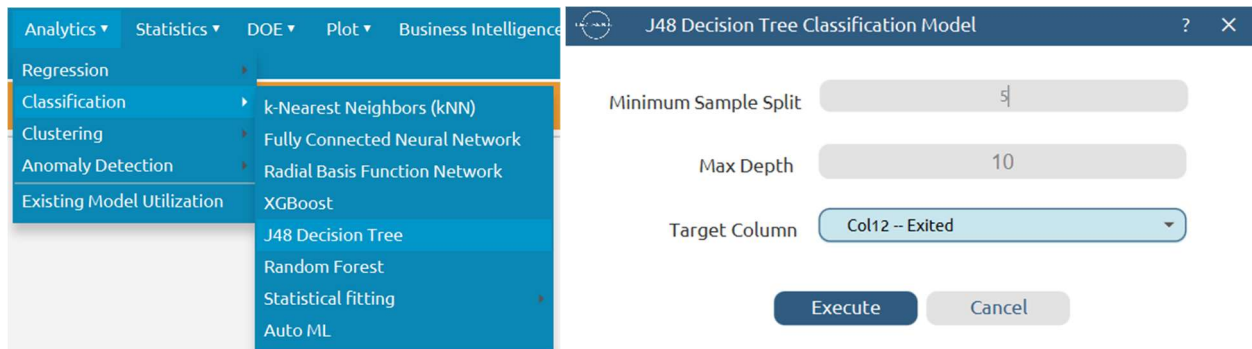 Analytics ▾ Statistics ▾ DOE ▾ Plot ▾ Business Intelligence
Regression
Classification
Clustering
Anomaly Detection
Existing Model Utilization
k-Nearest Neighbors (kNN)
Fully Connected Neural Network
Radial Basis Function Network
XGBoost
J48 Decision Tree
Random Forest
Statistical fitting
Auto ML
J48 Decision Tree Classification Model ? ✕
Minimum Sample Split 5
Max Depth 10
Target Column Col12 -- Exited
Execute Cancel